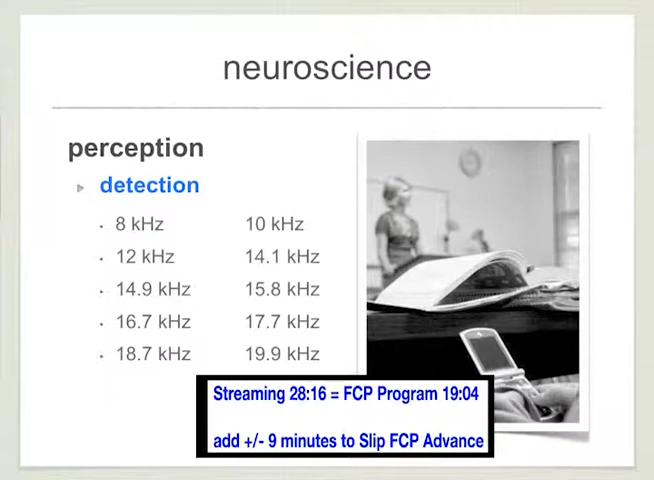 neuroscience
perception
detection
8 kHz 10 kHz
12 kHz 14.1 kHz
14.9 kHz 15.8 kHz
16.7 kHz 17.7 kHz
18.7 kHz 19.9 kHz
Streaming 28:16 = FCP Program 19:04
add +/- 9 minutes to Slip FCP Advance